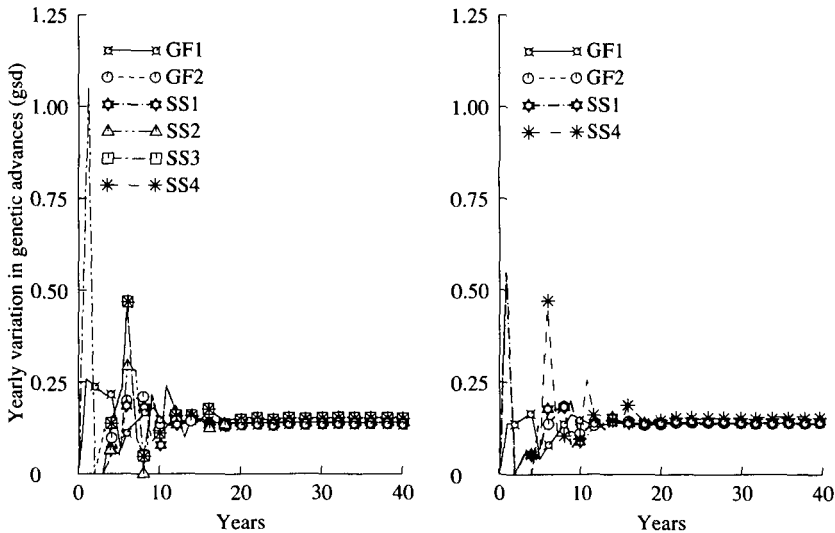 Yearly variation in genetic advances (gsd)
1.25
1.00
0.75
0.50
0.25
0
GF1
GF2
SS1
SS2
SS3
SS4
0 10 20 30 40
Years
1.25
1.00
0.75
0.50
0.25
0
GF1
GF2
SS1
SS4
0 10 20 30 40
Years